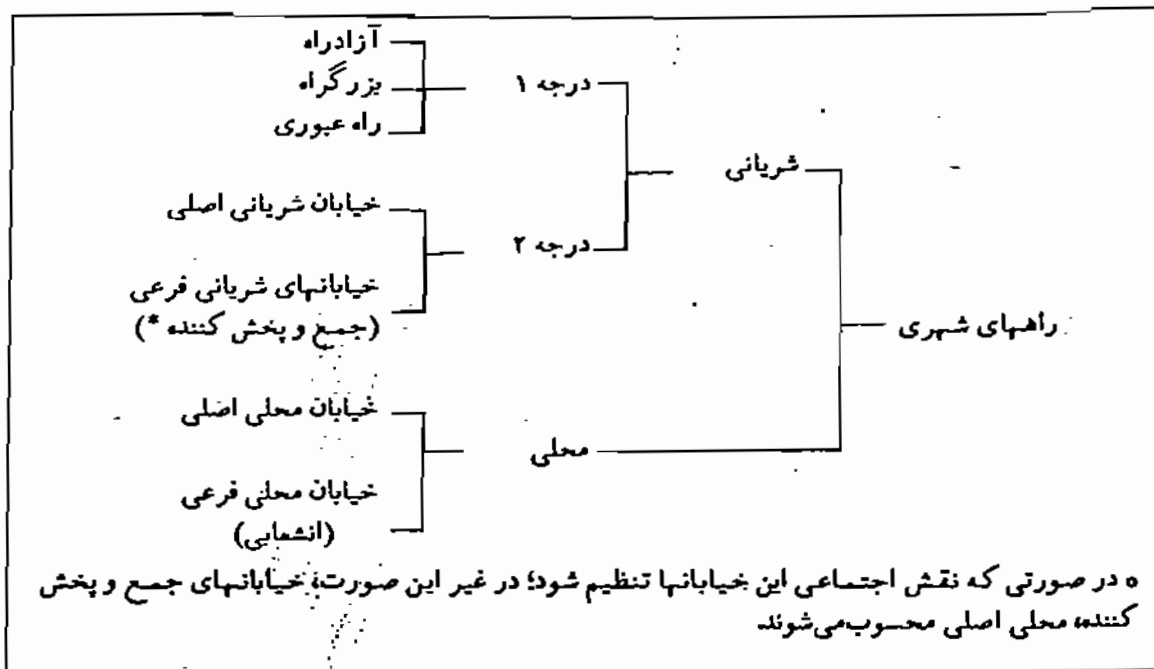 آزادراه
بزرگراه
راه عبوری
درجه ۱
شریانی
خیابان شریانی اصلی
درجه ۲
خیابانهای شریانی فرعی
(جمع و پخش کننده *)
راههای شهری
خیابان محلی اصلی
محلی
خیابان محلی فرعی
(انشعابی)
* در صورتی که نقش اجتماعی این خیابانها تنظیم شود؛ در غیر این صورت، خیابانهای جمع و پخش
کننده، محلی اصلی محسوب می‌شوند.